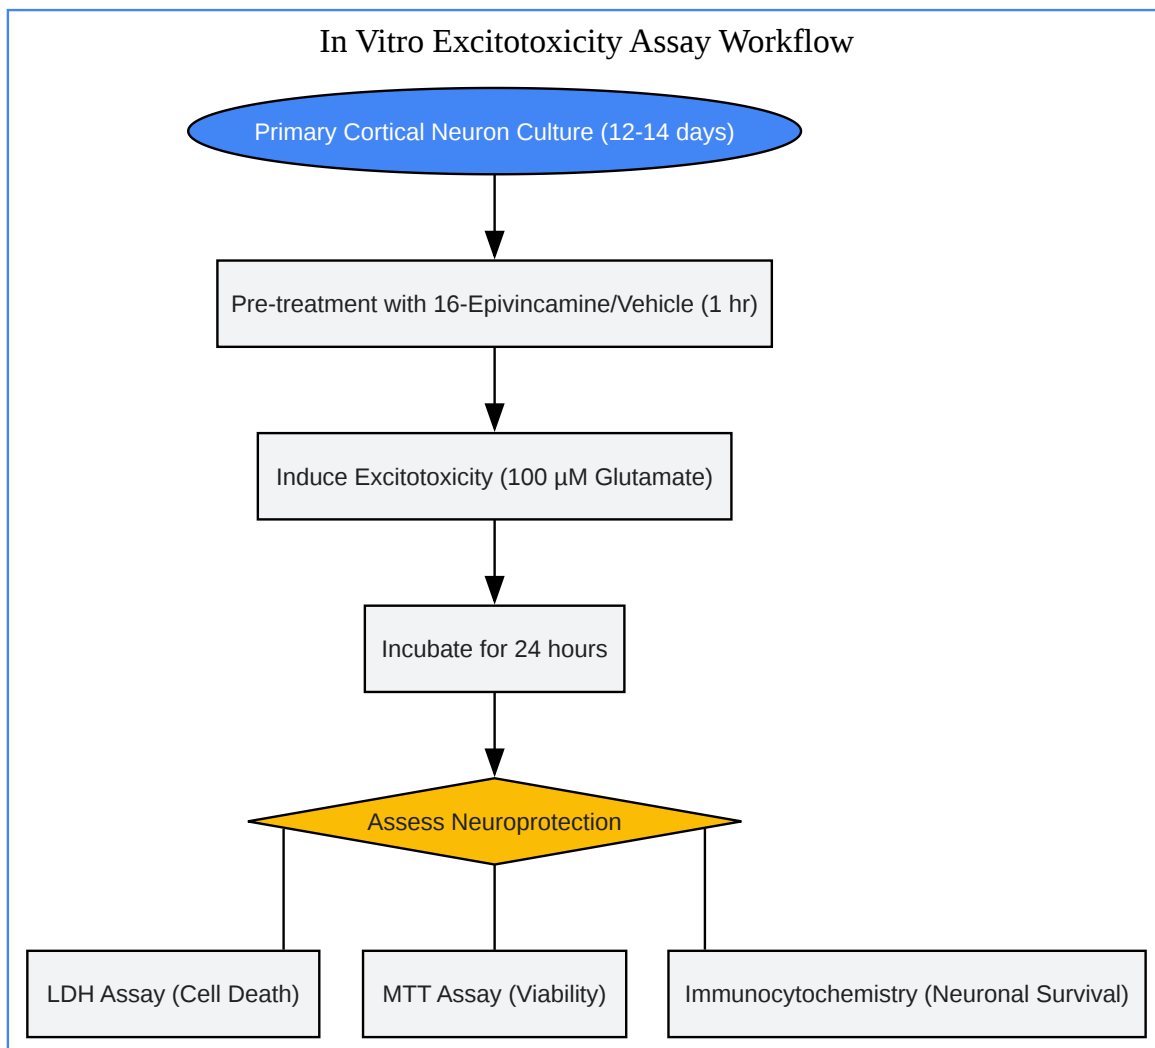 In Vitro Excitotoxicity Assay Workflow
Primary Cortical Neuron Culture (12-14 days)
Pre-treatment with 16-Epivincamine/Vehicle (1 hr)
Induce Excitotoxicity (100 µM Glutamate)
Incubate for 24 hours
Assess Neuroprotection
LDH Assay (Cell Death)
MTT Assay (Viability)
Immunocytochemistry (Neuronal Survival)